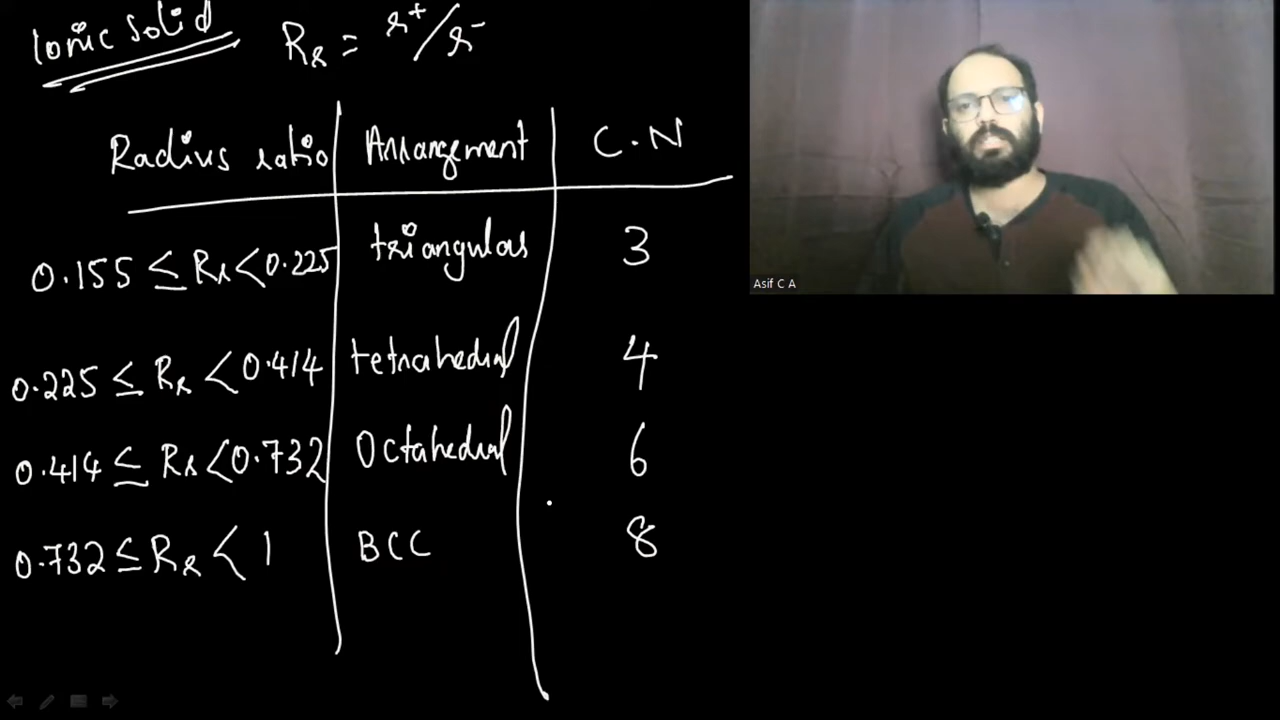 Ionic Solid
Rr = r+/r-
Radius ratio Arrangement C.N
0.155 ≤ Rr < 0.225 triangular 3
0.225 ≤ Rr < 0.414 tetrahedral 4
0.414 ≤ Rr < 0.732 Octahedral 6
0.732 ≤ Rr < 1 BCC 8
Asif C A